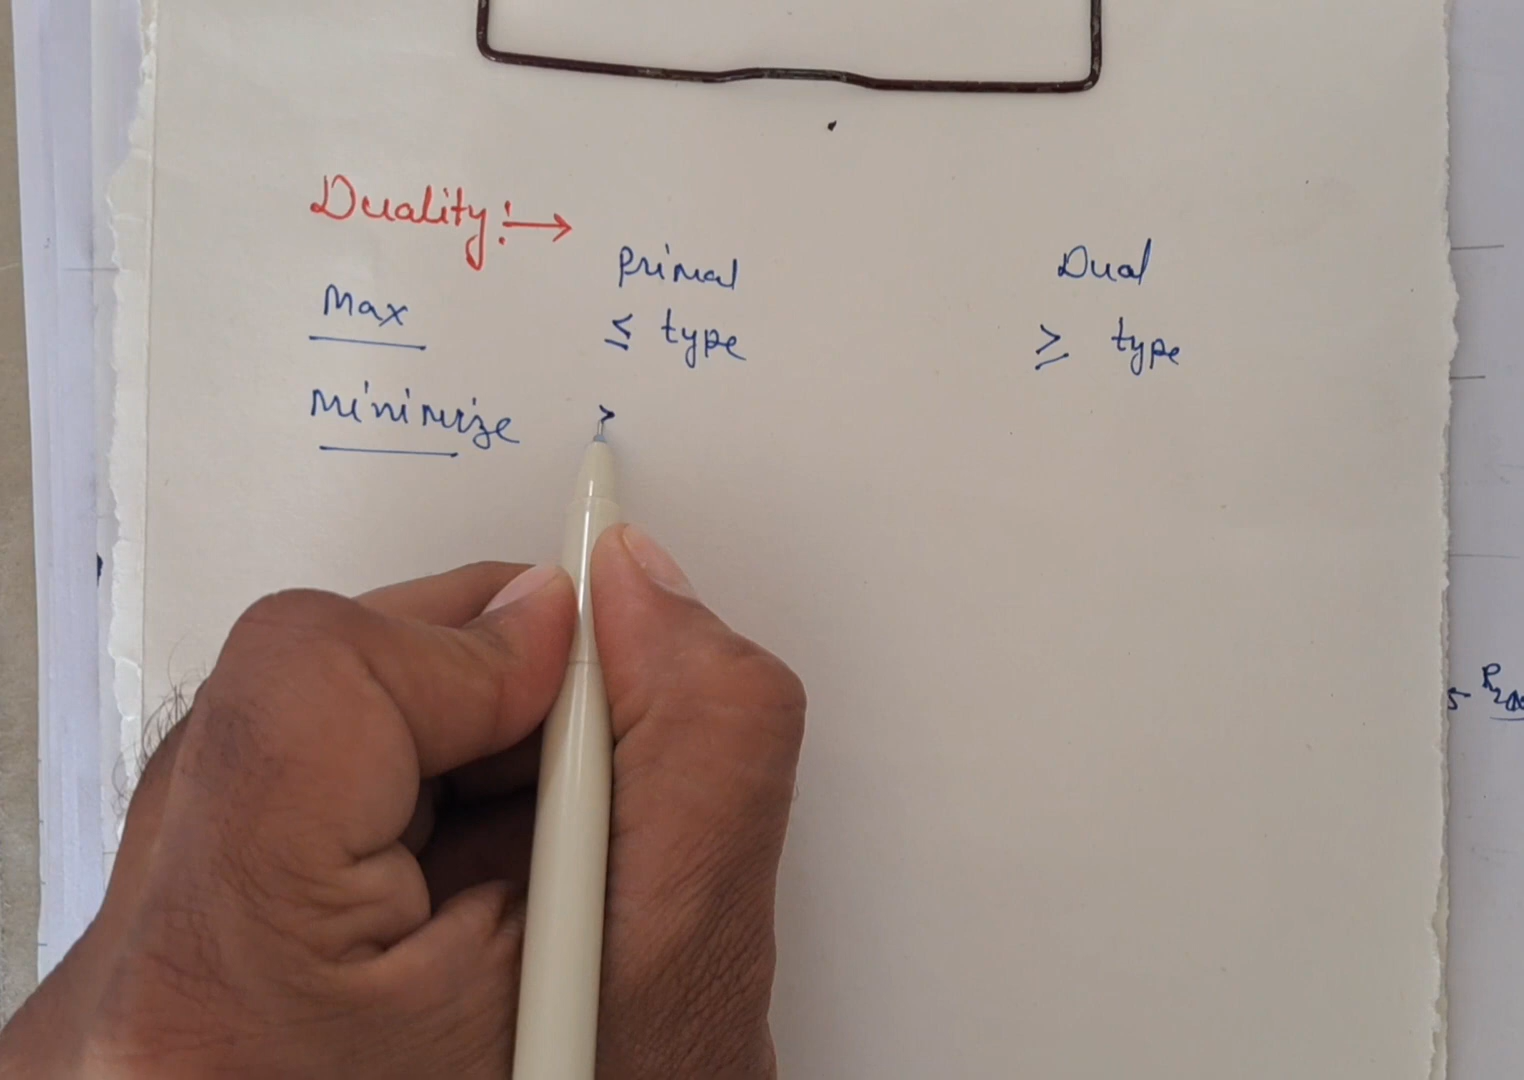 Duality :→
Primal Dual
Max ≤ type ≥ type
Minimize >